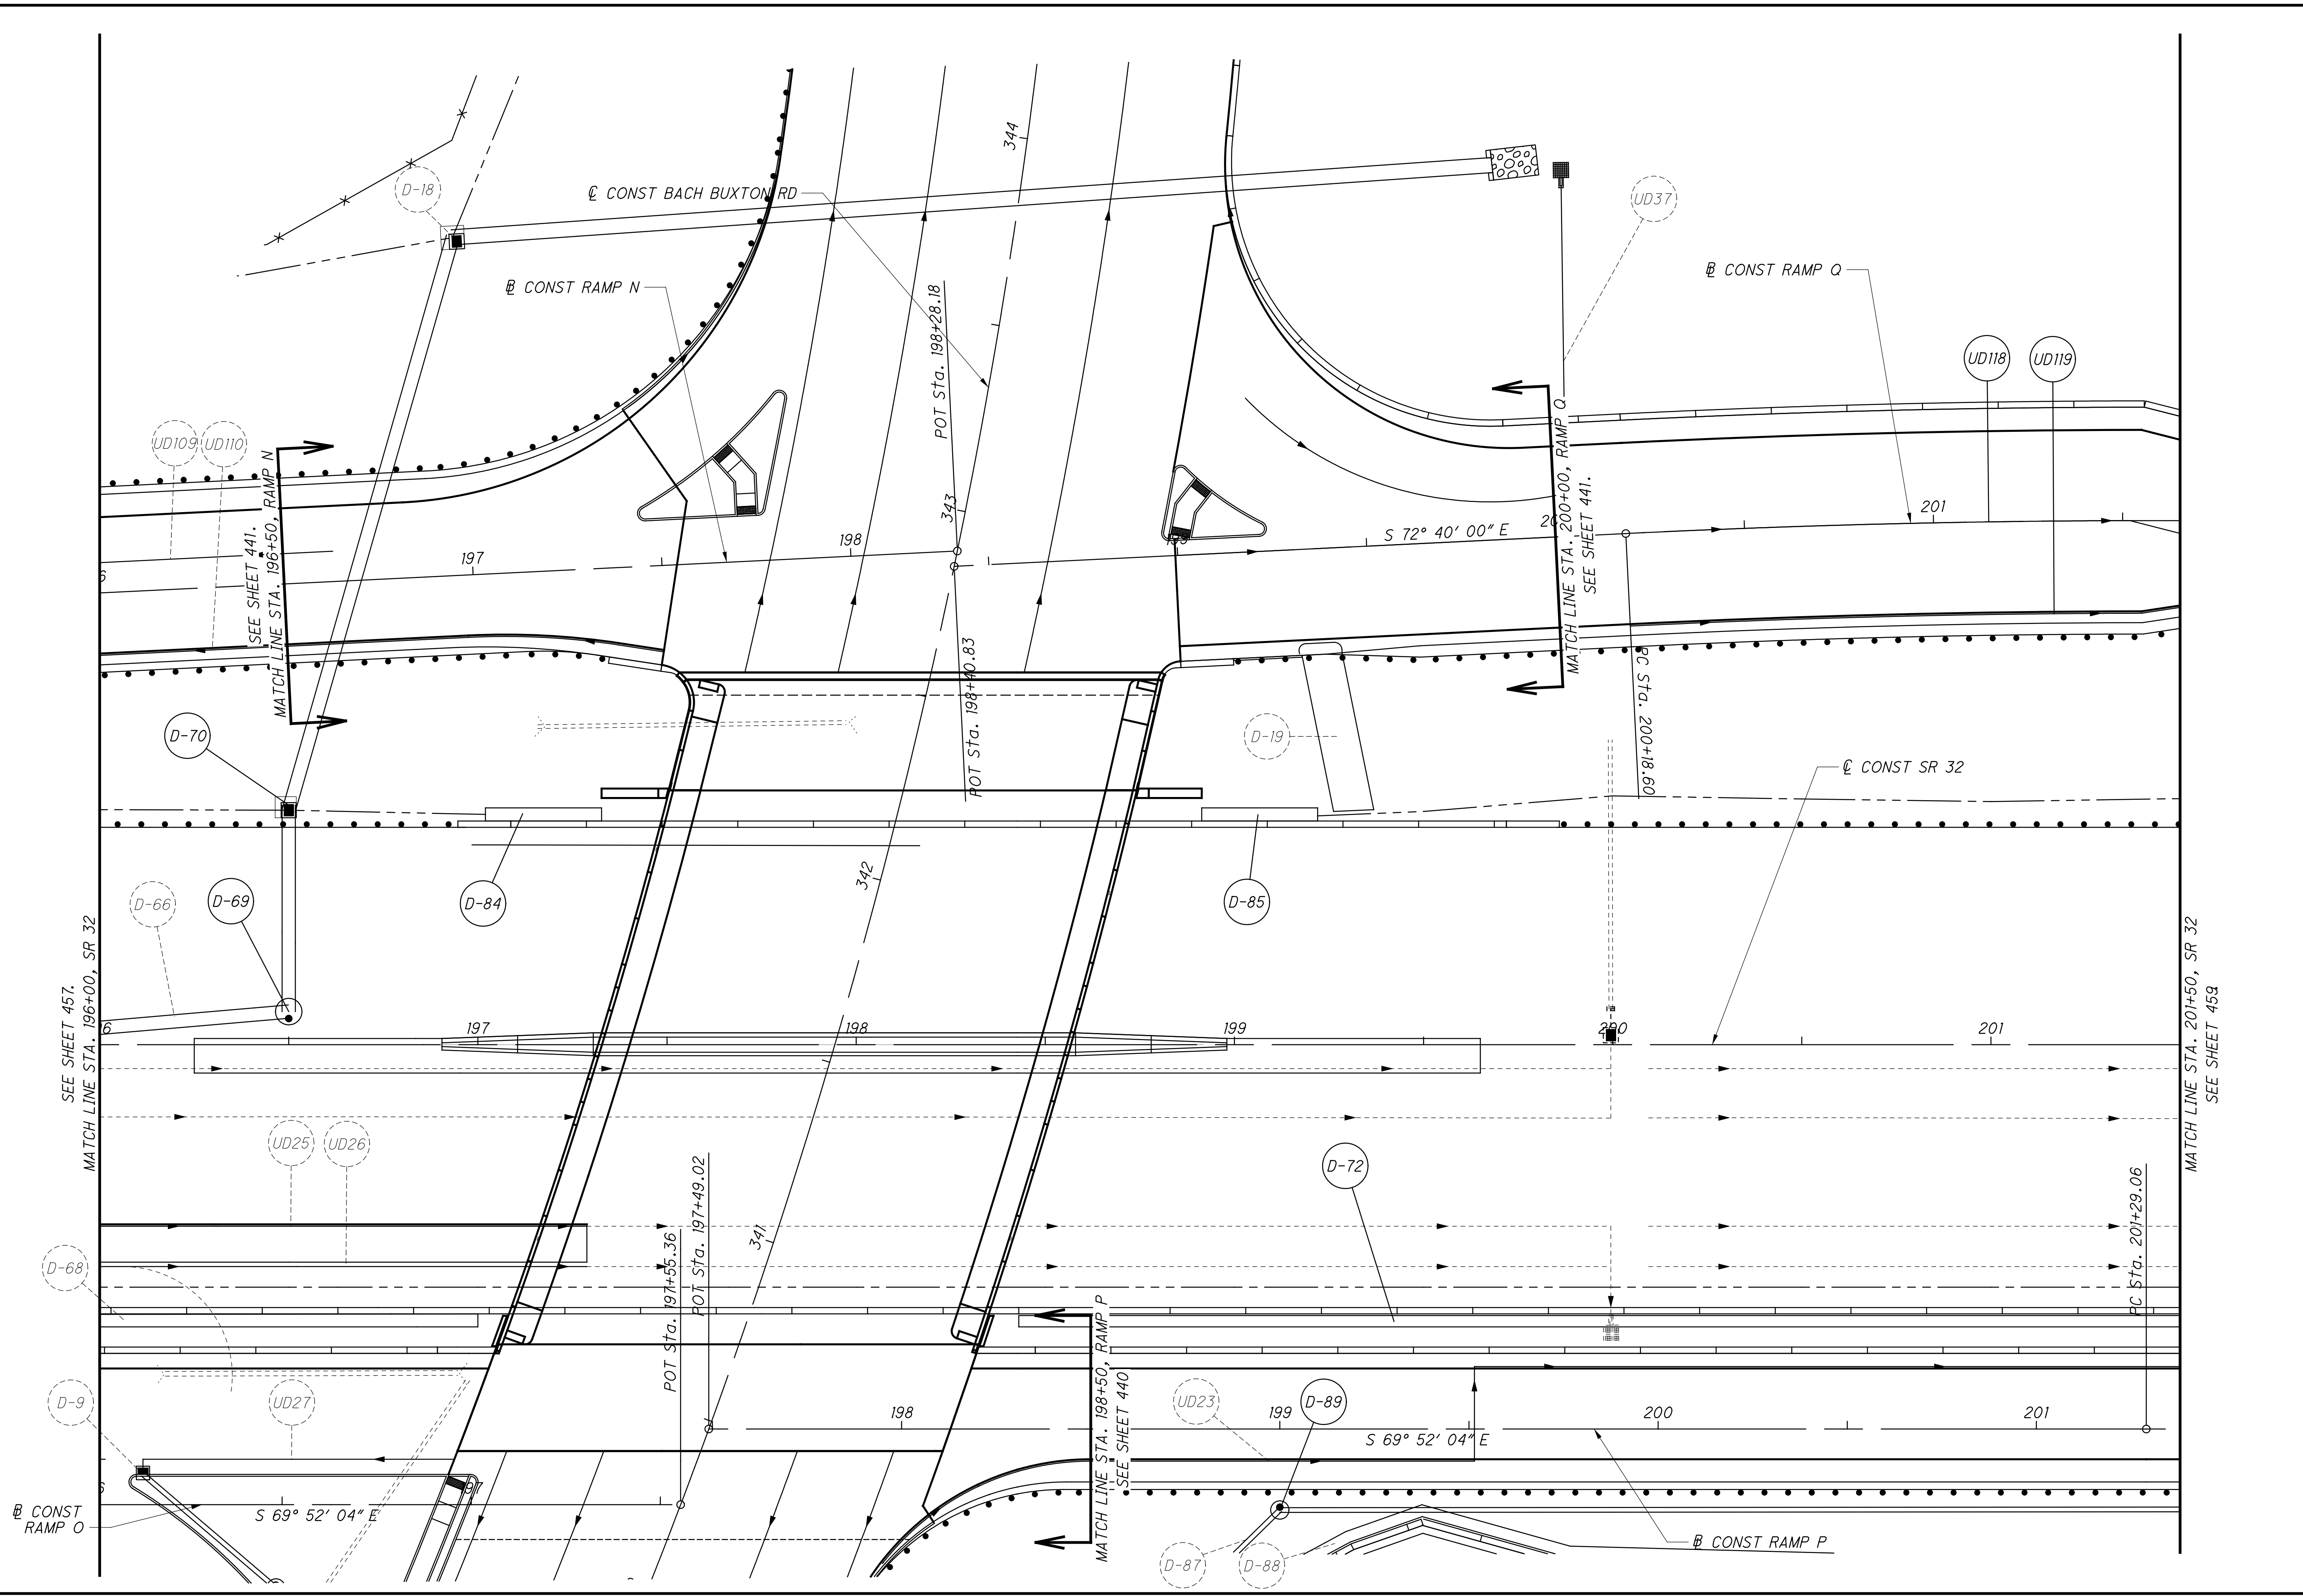 344
D-18
℄ CONST BACH BUXTON RD
UD37
POT Sta. 198+28.18
℄ CONST RAMP N
℄ CONST RAMP Q
UD118
UD119
UD109
UD110
SEE SHEET 441.
MATCH LINE STA. 196+50, RAMP N
343
MATCH LINE STA. 200+00, RAMP Q
SEE SHEET 441.
201
S 72° 40' 00" E
198
197
199
POT Sta. 198+40.83
PC Sta. 200+18.60
D-70
D-19
℄ CONST SR 32
342
D-66
D-69
D-84
D-85
SEE SHEET 457.
MATCH LINE STA. 196+00, SR 32
MATCH LINE STA. 201+50, SR 32
SEE SHEET 459.
197
198
199
200
201
UD25
UD26
D-72
POT Sta. 197+55.36
POT Sta. 197+49.02
341
PC Sta. 201+29.06
D-68
MATCH LINE STA. 198+50, RAMP P
SEE SHEET 440
D-9
UD27
UD23
D-89
198
199
200
201
S 69° 52' 04" E
197
S 69° 52' 04" E
℄ CONST
RAMP O
℄ CONST RAMP P
D-87
D-88